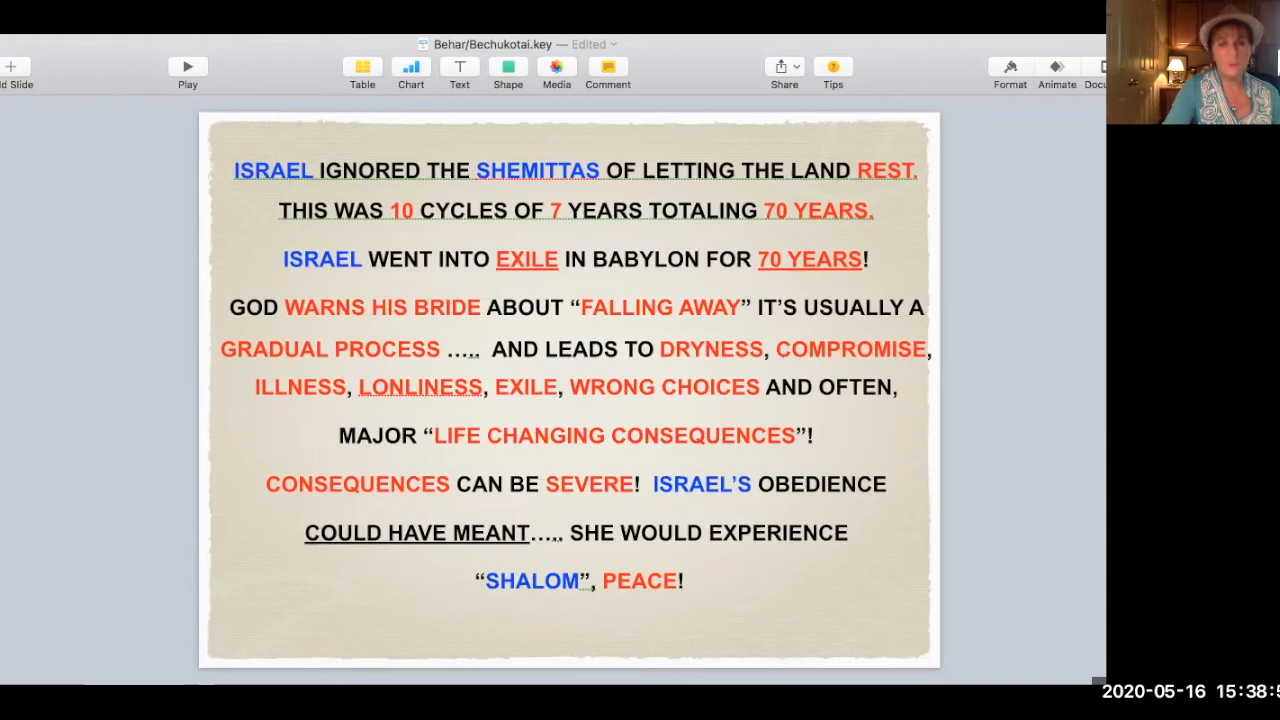 Behar/Bechukotai.key — Edited
d Slide
Play
Table
Chart
Text
Shape
Media
Comment
Share
Tips
Format
Animate
Docu
ISRAEL IGNORED THE SHEMITTAS OF LETTING THE LAND REST.
THIS WAS 10 CYCLES OF 7 YEARS TOTALING 70 YEARS.
ISRAEL WENT INTO EXILE IN BABYLON FOR 70 YEARS!
GOD WARNS HIS BRIDE ABOUT “FALLING AWAY” IT’S USUALLY A
GRADUAL PROCESS ….. AND LEADS TO DRYNESS, COMPROMISE,
ILLNESS, LONLINESS, EXILE, WRONG CHOICES AND OFTEN,
MAJOR “LIFE CHANGING CONSEQUENCES”!
CONSEQUENCES CAN BE SEVERE! ISRAEL’S OBEDIENCE
COULD HAVE MEANT….. SHE WOULD EXPERIENCE
“SHALOM”, PEACE!
2020-05-16 15:38:5